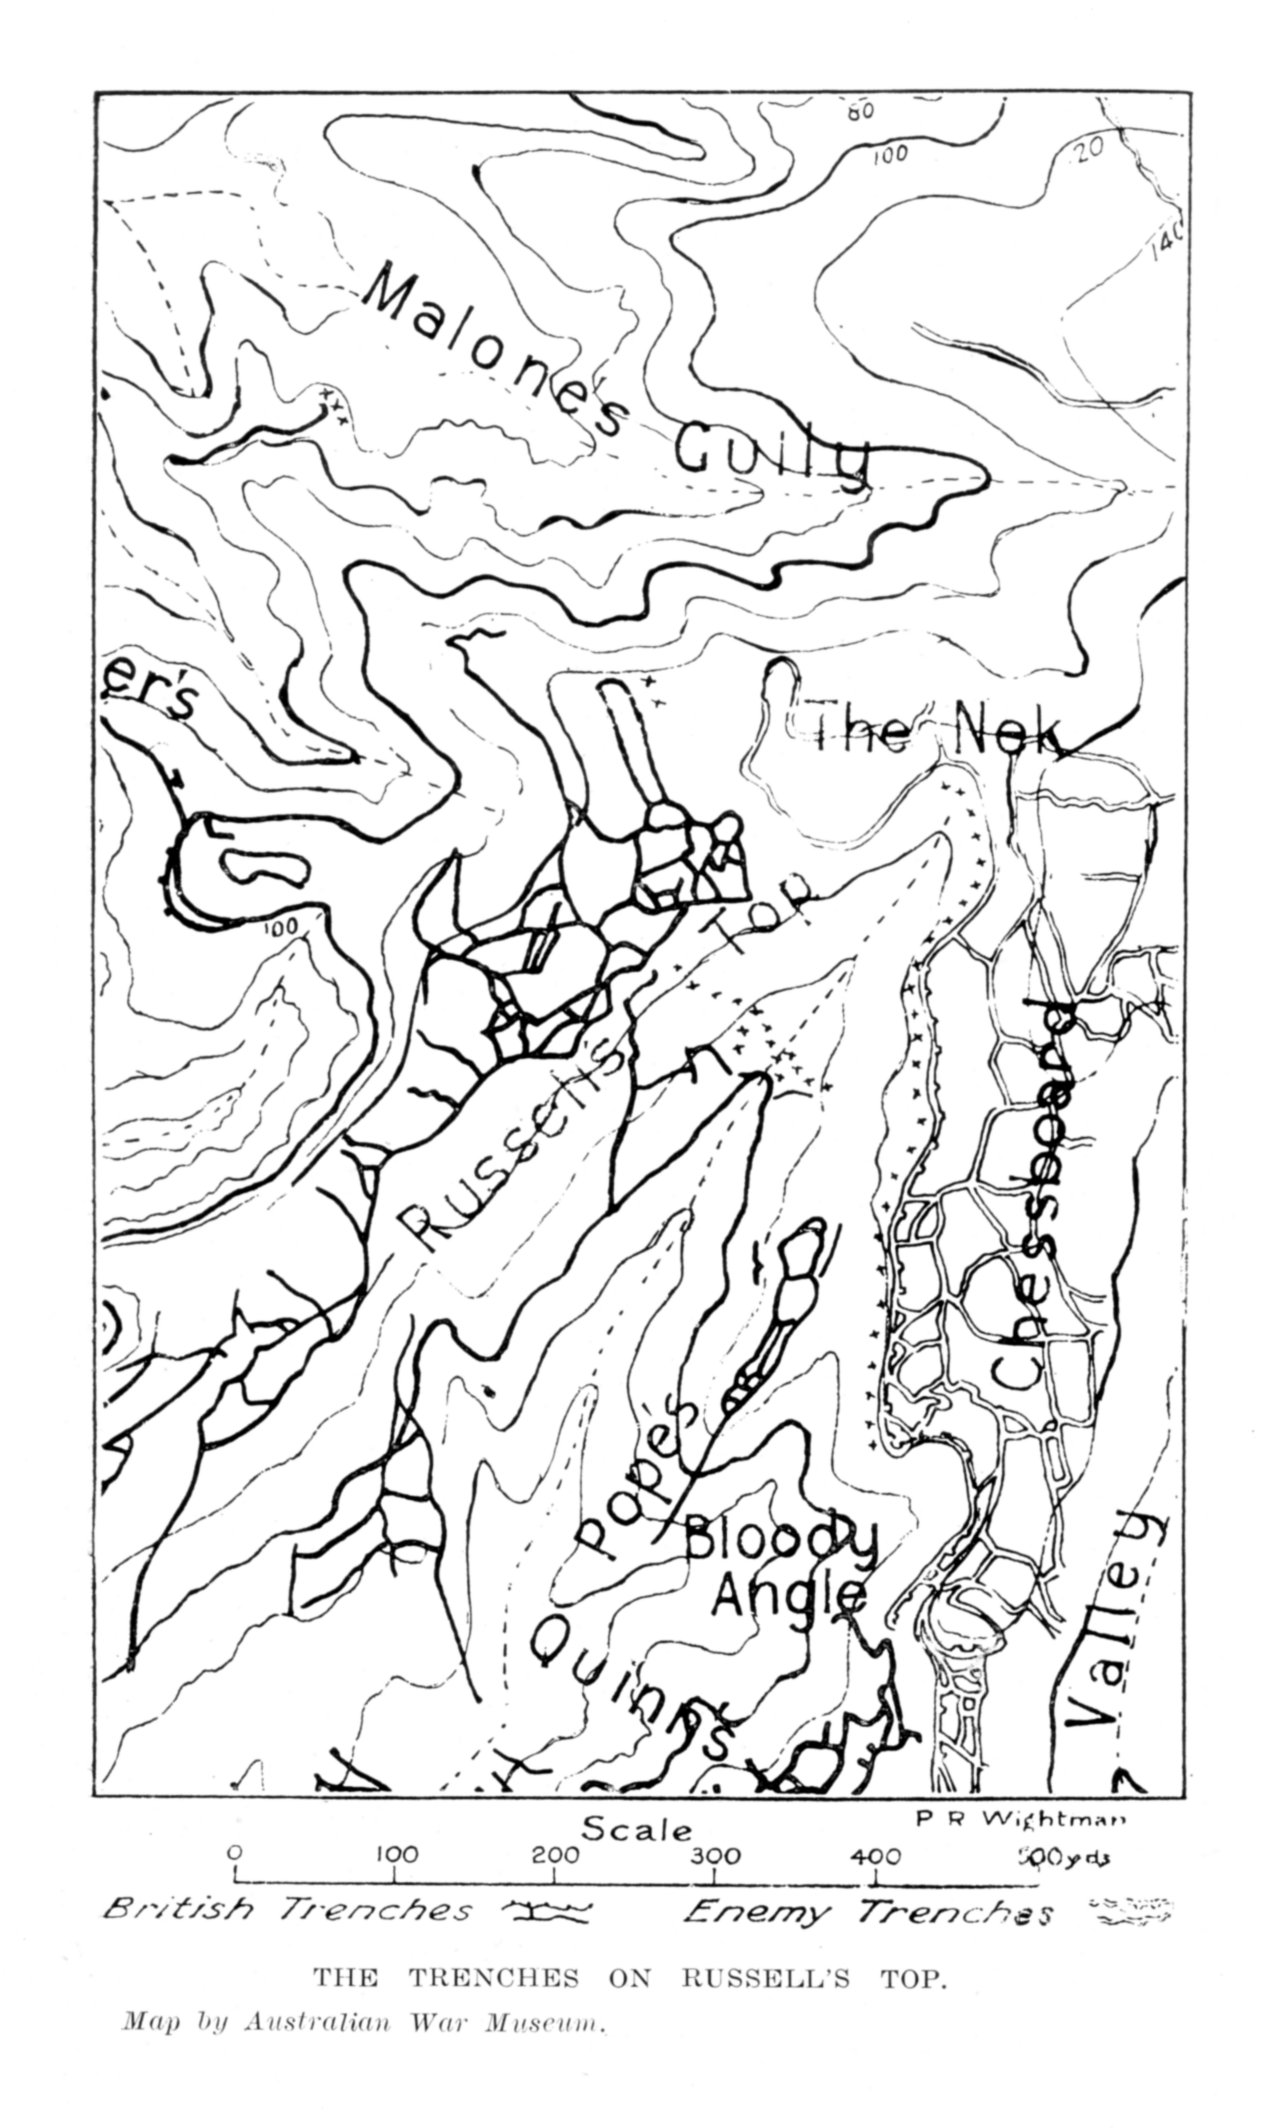 80
100
20
140
Malone's Gully
er's
The Nek
100
Russell's Top
Chessboard
Pope's
Bloody
Angle
Quinn's
Valley
P R Wightman
Scale
0 100 200 300 400 500 yds
British Trenches Enemy Trenches
THE TRENCHES ON RUSSELL'S TOP.
Map by Australian War Museum.